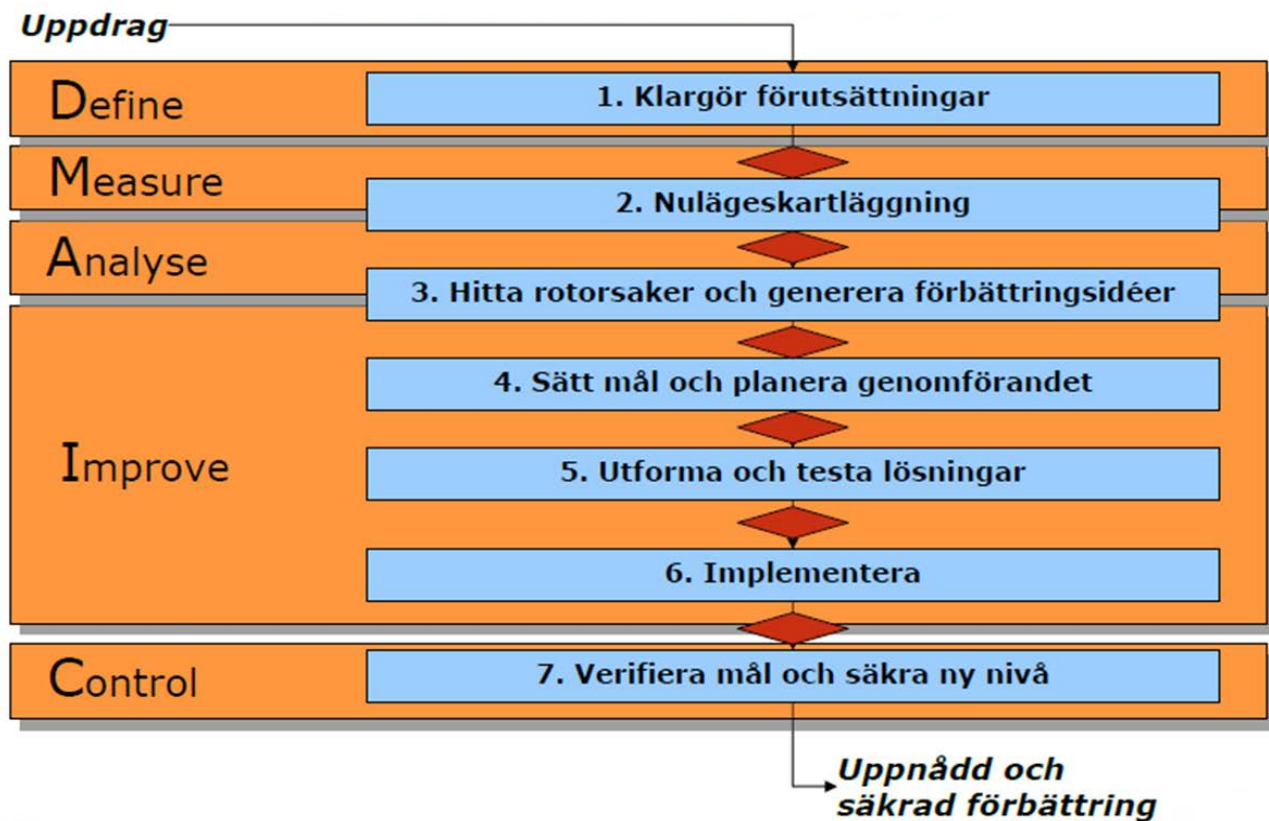 Uppdrag
Define
1. Klargör förutsättningar
Measure
2. Nulägeskartläggning
Analyse
3. Hitta rotorsaker och generera förbättringsidéer
4. Sätt mål och planera genomförandet
Improve
5. Utforma och testa lösningar
6. Implementera
Control
7. Verifiera mål och säkra ny nivå
Uppnådd och
säkrad förbättring